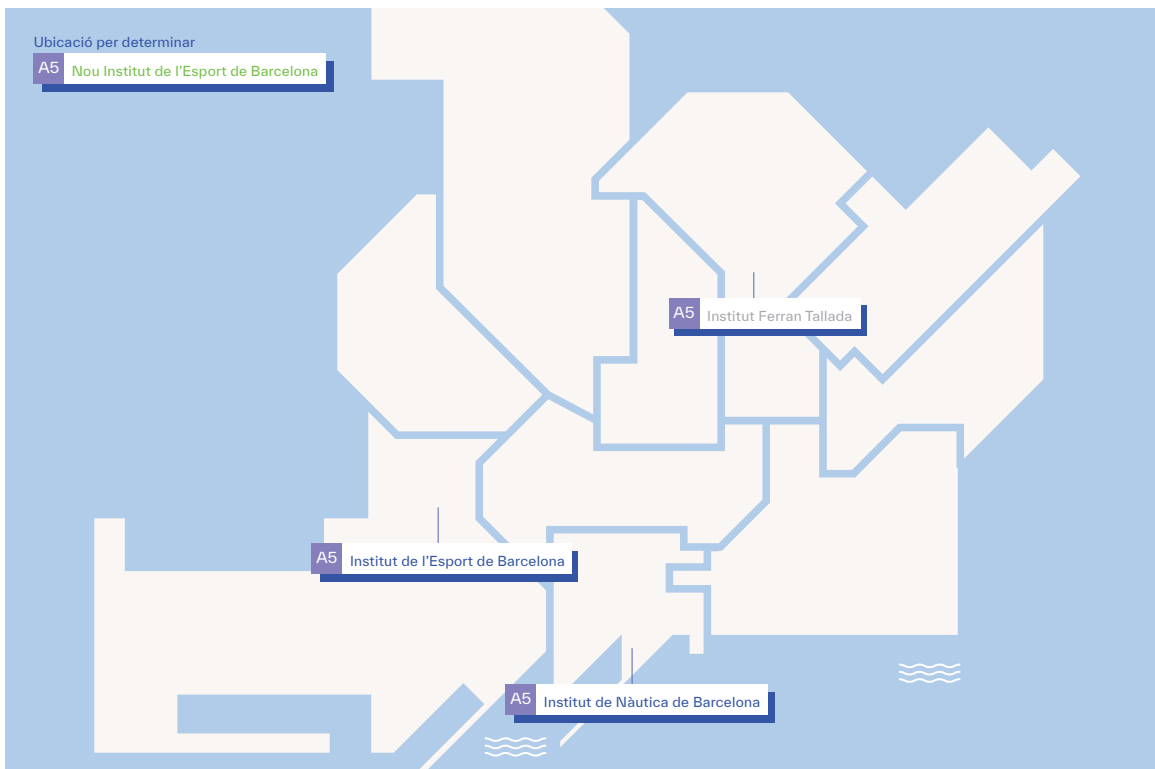 Ubicació per determinar
A5 Nou Institut de l'Esport de Barcelona
A5 Institut Ferran Tallada
A5 Institut de l'Esport de Barcelona
A5 Institut de Nàutica de Barcelona